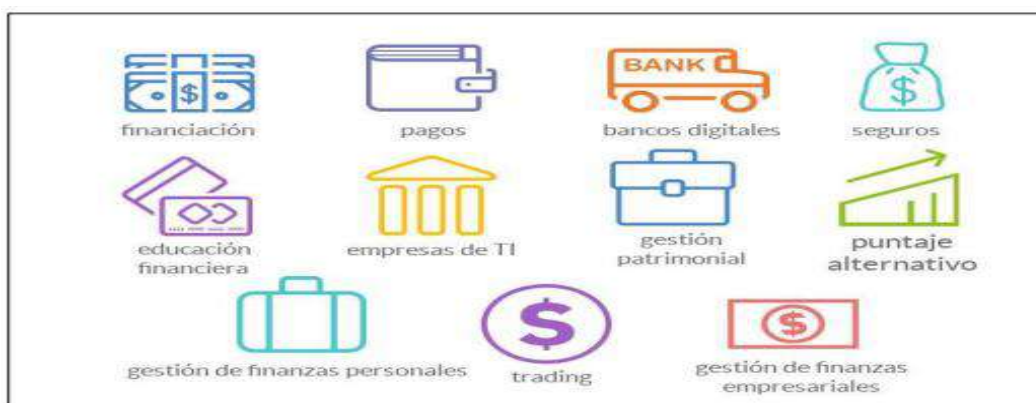 BANK
financiación
pagos
bancos digitales
seguros
educación
financiera
empresas de TI
gestión
patrimonial
puntaje
alternativo
gestión de finanzas personales
trading
gestión de finanzas
empresariales